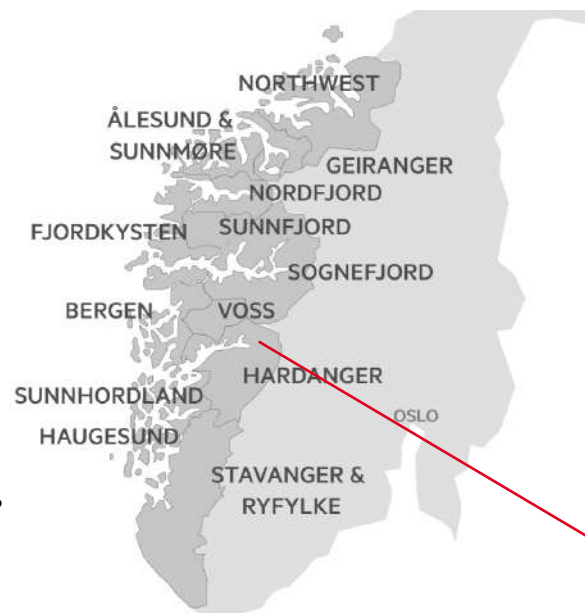 NORTHWEST
ÅLESUND &
SUNNMØRE
GEIRANGER
NORDFJORD
FJORDKYSTEN
SUNNFJORD
SOGNEFJORD
BERGEN
VOSS
HARDANGER
SUNNHORDLAND
OSLO
HAUGESUND
STAVANGER &
RYFYLKE